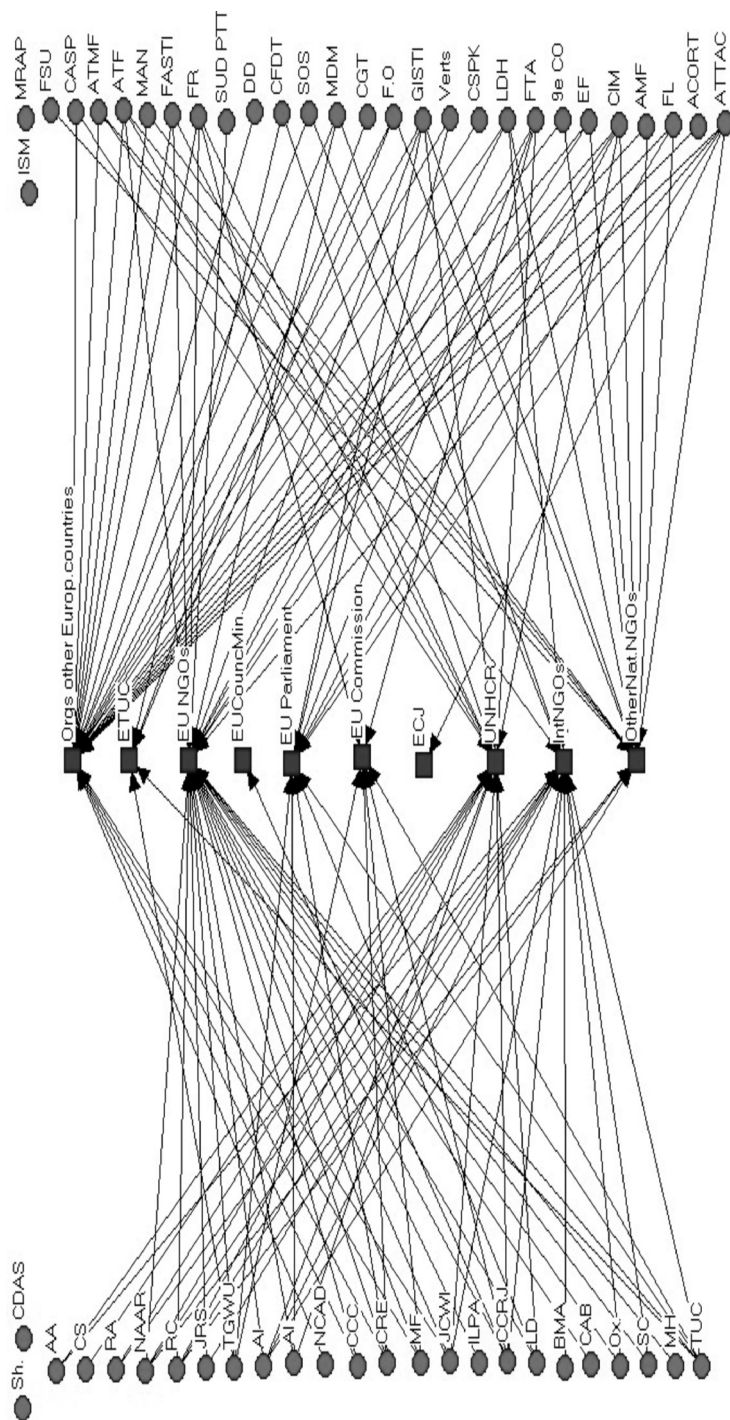 ISM
MRAP
FSU
CASP
ATMF
ATF
MAN
FASTI
FR
SUD PTT
DD
CFDT
SOS
MDM
CGT
F.O
GISTI
Verts
CSPK
LDH
FTA
9e CO
EF
CIM
AMF
FL
ACORT
ATTAC
Orgs other Europ.countries
ETUC
EU NGOs
EUCouncMin.
EU Parliament
EU Commission
ECJ
UNHCR
IntNGOs
OtherNat.NGOs
Sh.
CDAS
AA
CS
RA
NAAR
RC
JRS
TGWU
AI
AI
NCAD
CCC
CRE
MF
JCWI
ILPA
CCRJ
LD
BMA
CAB
Ox
SC
MH
TUC